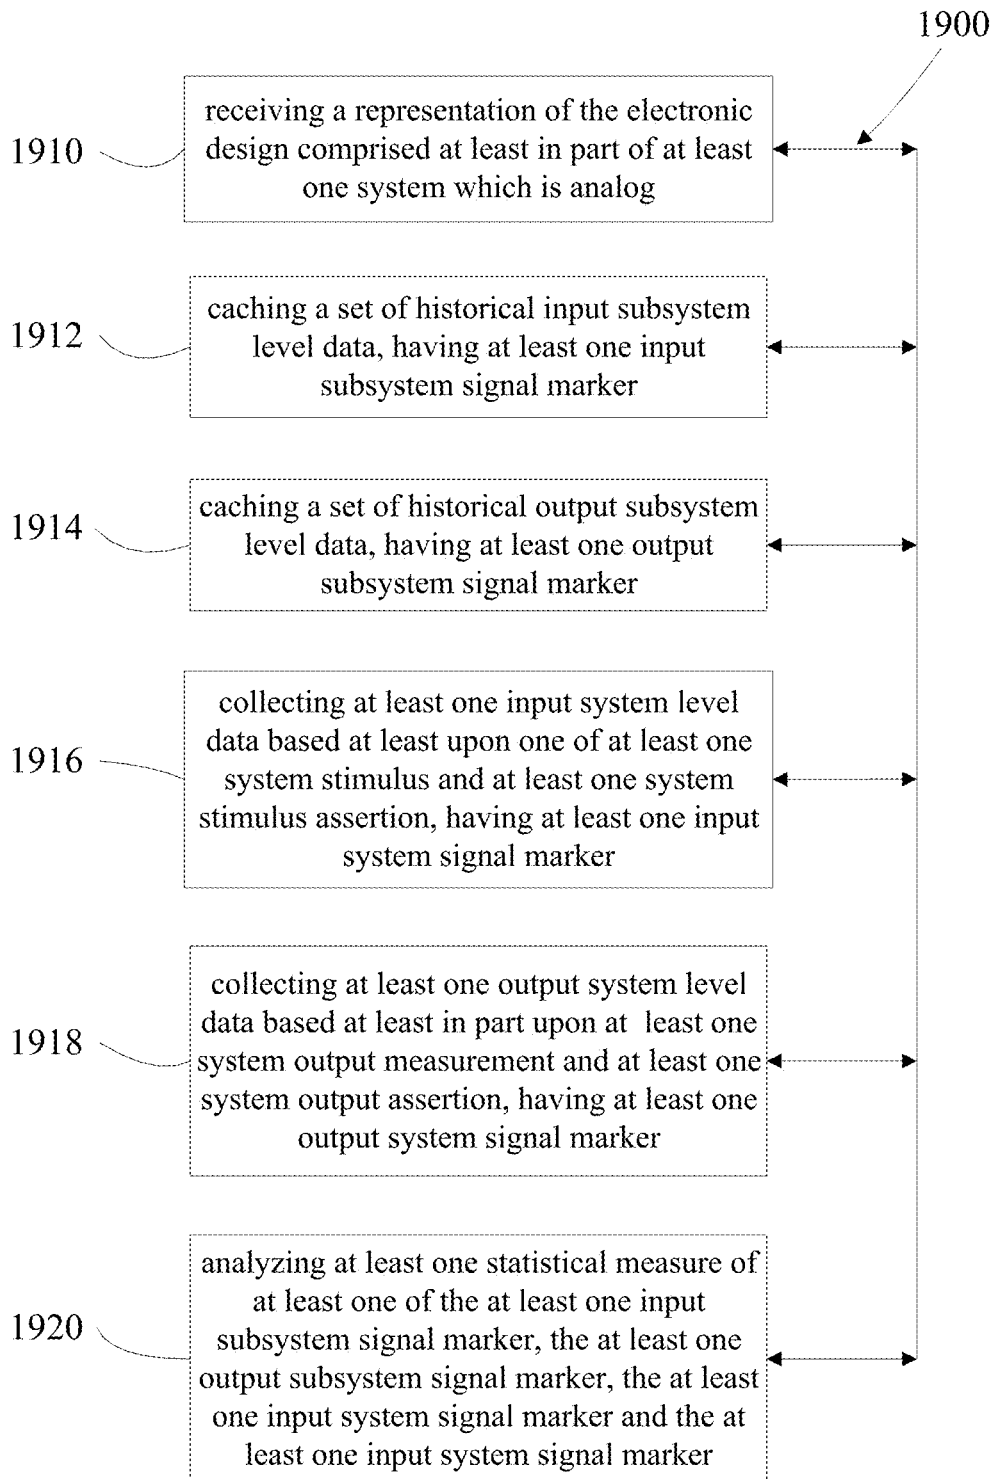 1900
1910
receiving a representation of the electronic
design comprised at least in part of at least
one system which is analog
1912
caching a set of historical input subsystem
level data, having at least one input
subsystem signal marker
1914
caching a set of historical output subsystem
level data, having at least one output
subsystem signal marker
1916
collecting at least one input system level
data based at least upon one of at least one
system stimulus and at least one system
stimulus assertion, having at least one input
system signal marker
1918
collecting at least one output system level
data based at least in part upon at least one
system output measurement and at least one
system output assertion, having at least one
output system signal marker
1920
analyzing at least one statistical measure of
at least one of the at least one input
subsystem signal marker, the at least one
output subsystem signal marker, the at least
one input system signal marker and the at
least one input system signal marker